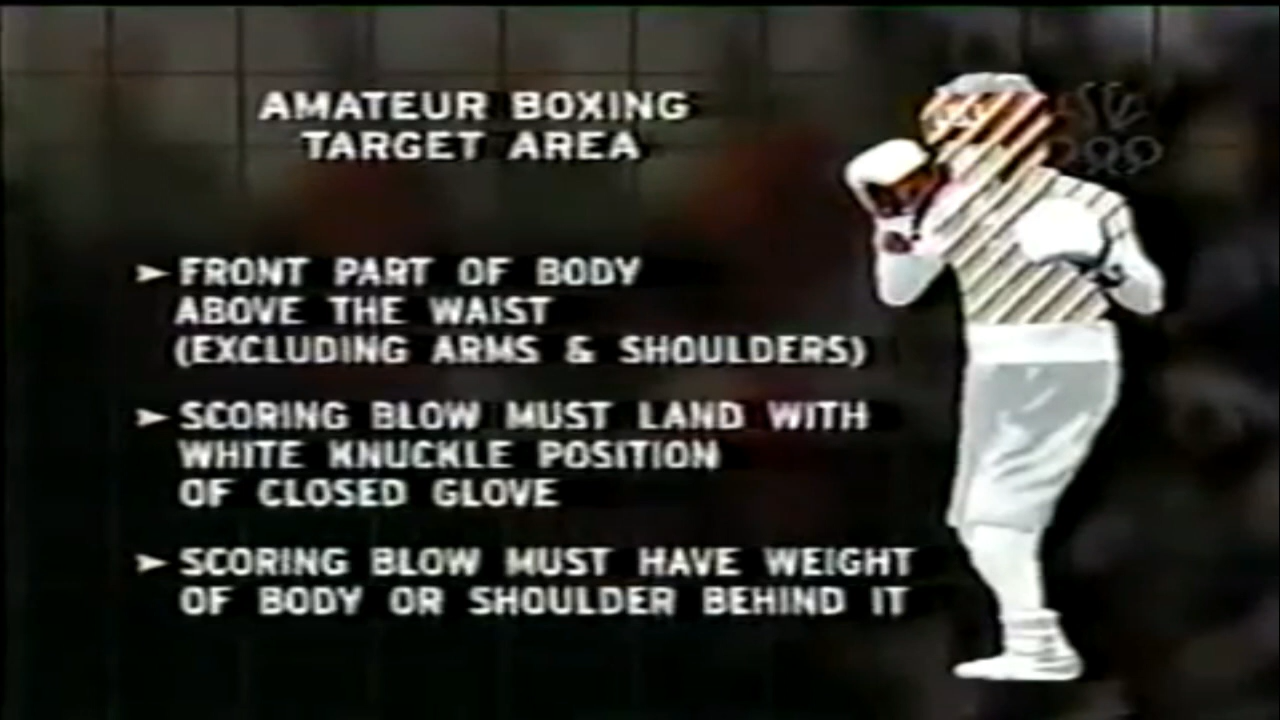 AMATEUR BOXING
TARGET AREA
➤ FRONT PART OF BODY
ABOVE THE WAIST
(EXCLUDING ARMS & SHOULDERS)
➤ SCORING BLOW MUST LAND WITH
WHITE KNUCKLE POSITION
OF CLOSED GLOVE
➤ SCORING BLOW MUST HAVE WEIGHT
OF BODY OR SHOULDER BEHIND IT